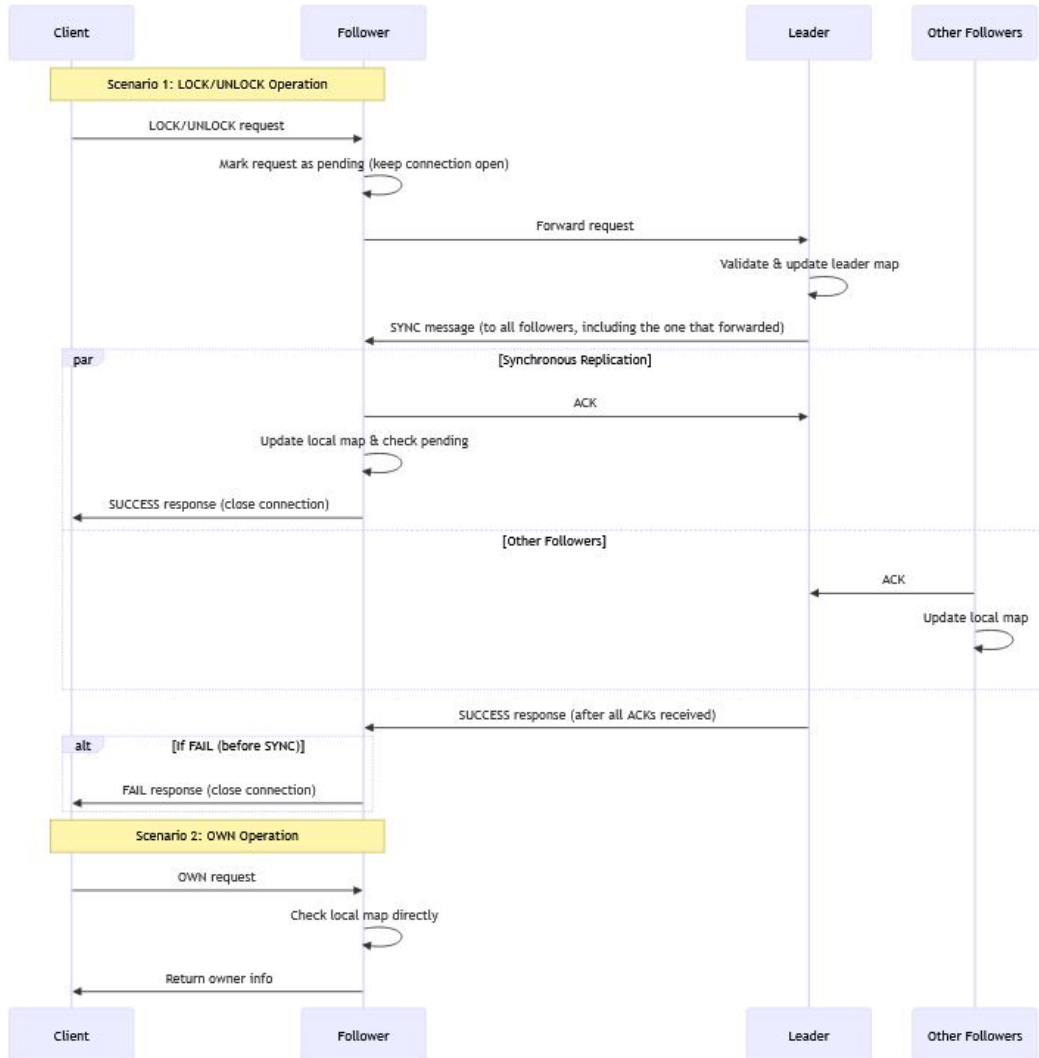 Client
Follower
Leader
Other Followers
Scenario 1: LOCK/UNLOCK Operation
LOCK/UNLOCK request
Mark request as pending (keep connection open)
Forward request
Validate & update leader map
SYNC message (to all followers, including the one that forwarded)
par
[Synchronous Replication]
ACK
Update local map & check pending
SUCCESS response (close connection)
[Other Followers]
ACK
Update local map
SUCCESS response (after all ACKs received)
alt
[If FAIL (before SYNC)]
FAIL response (close connection)
Scenario 2: OWN Operation
OWN request
Check local map directly
Return owner info
Client
Follower
Leader
Other Followers